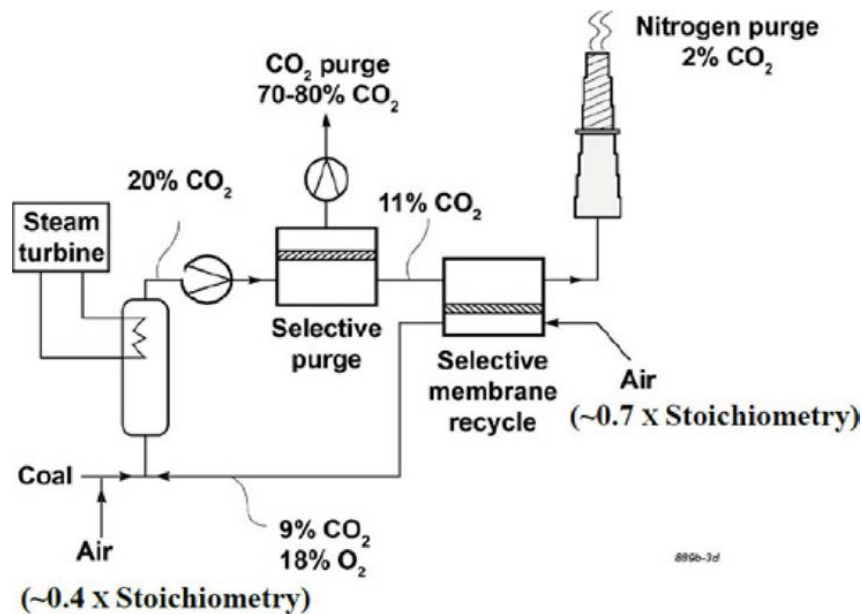 Nitrogen purge
2% CO₂
CO₂ purge
70-80% CO₂
20% CO₂
11% CO₂
Steam
turbine
Selective
purge
Selective
membrane
recycle
Air
(~0.7 X Stoichiometry)
Coal
Air
9% CO₂
18% O₂
(~0.4 X Stoichiometry)
889b-3d